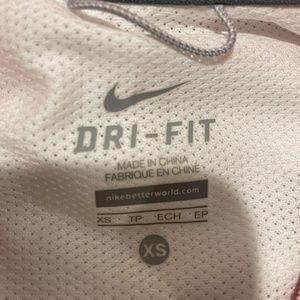 DRI-FIT
MADE IN CHINA
FABRIQUÉ EN CHINE
nikebetterworld.com
XS TP ECH EP
XS